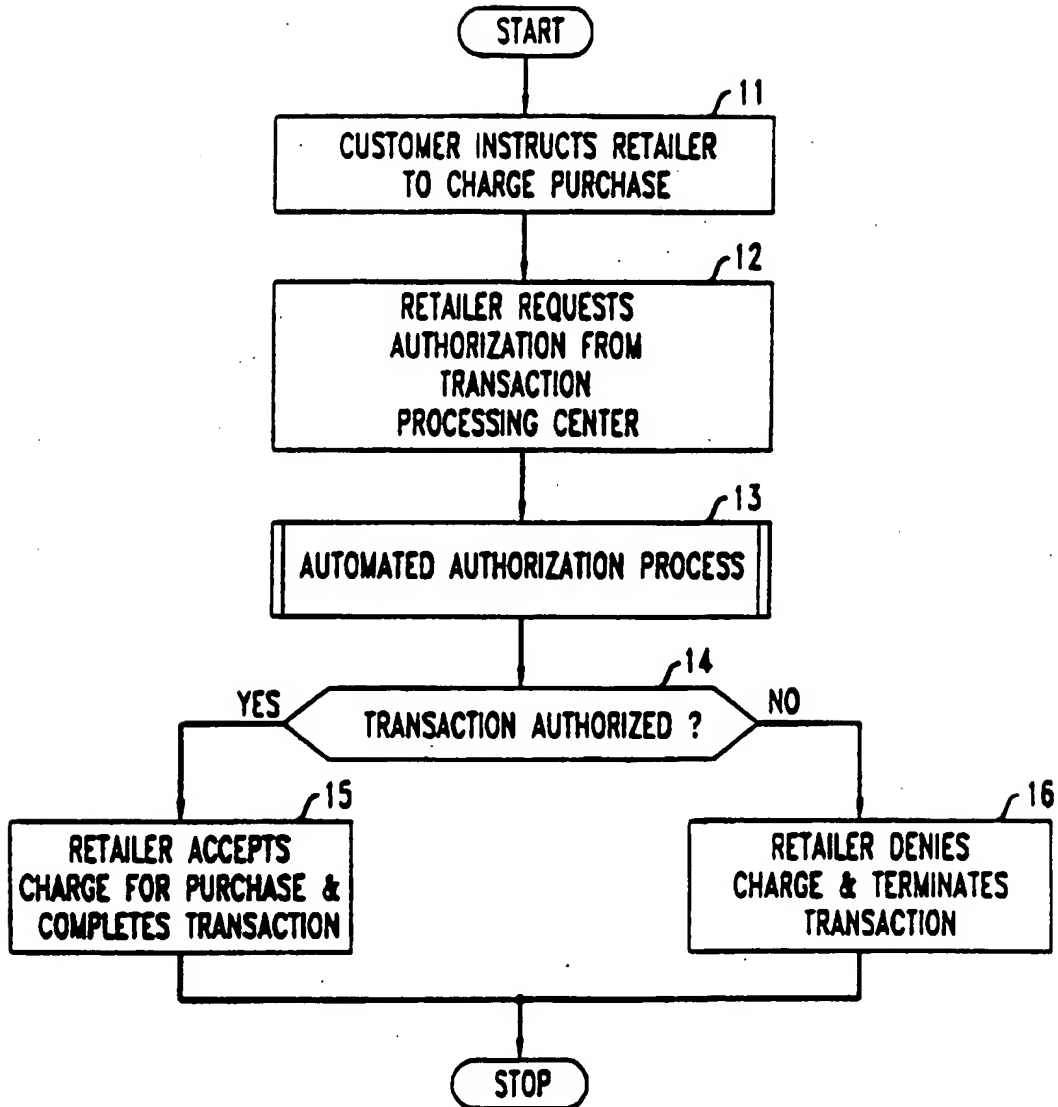 START
11
CUSTOMER INSTRUCTS RETAILER
TO CHARGE PURCHASE
12
RETAILER REQUESTS
AUTHORIZATION FROM
TRANSACTION
PROCESSING CENTER
13
AUTOMATED AUTHORIZATION PROCESS
14
YES
TRANSACTION AUTHORIZED ?
NO
15
RETAILER ACCEPTS
CHARGE FOR PURCHASE &
COMPLETES TRANSACTION
16
RETAILER DENIES
CHARGE & TERMINATES
TRANSACTION
STOP